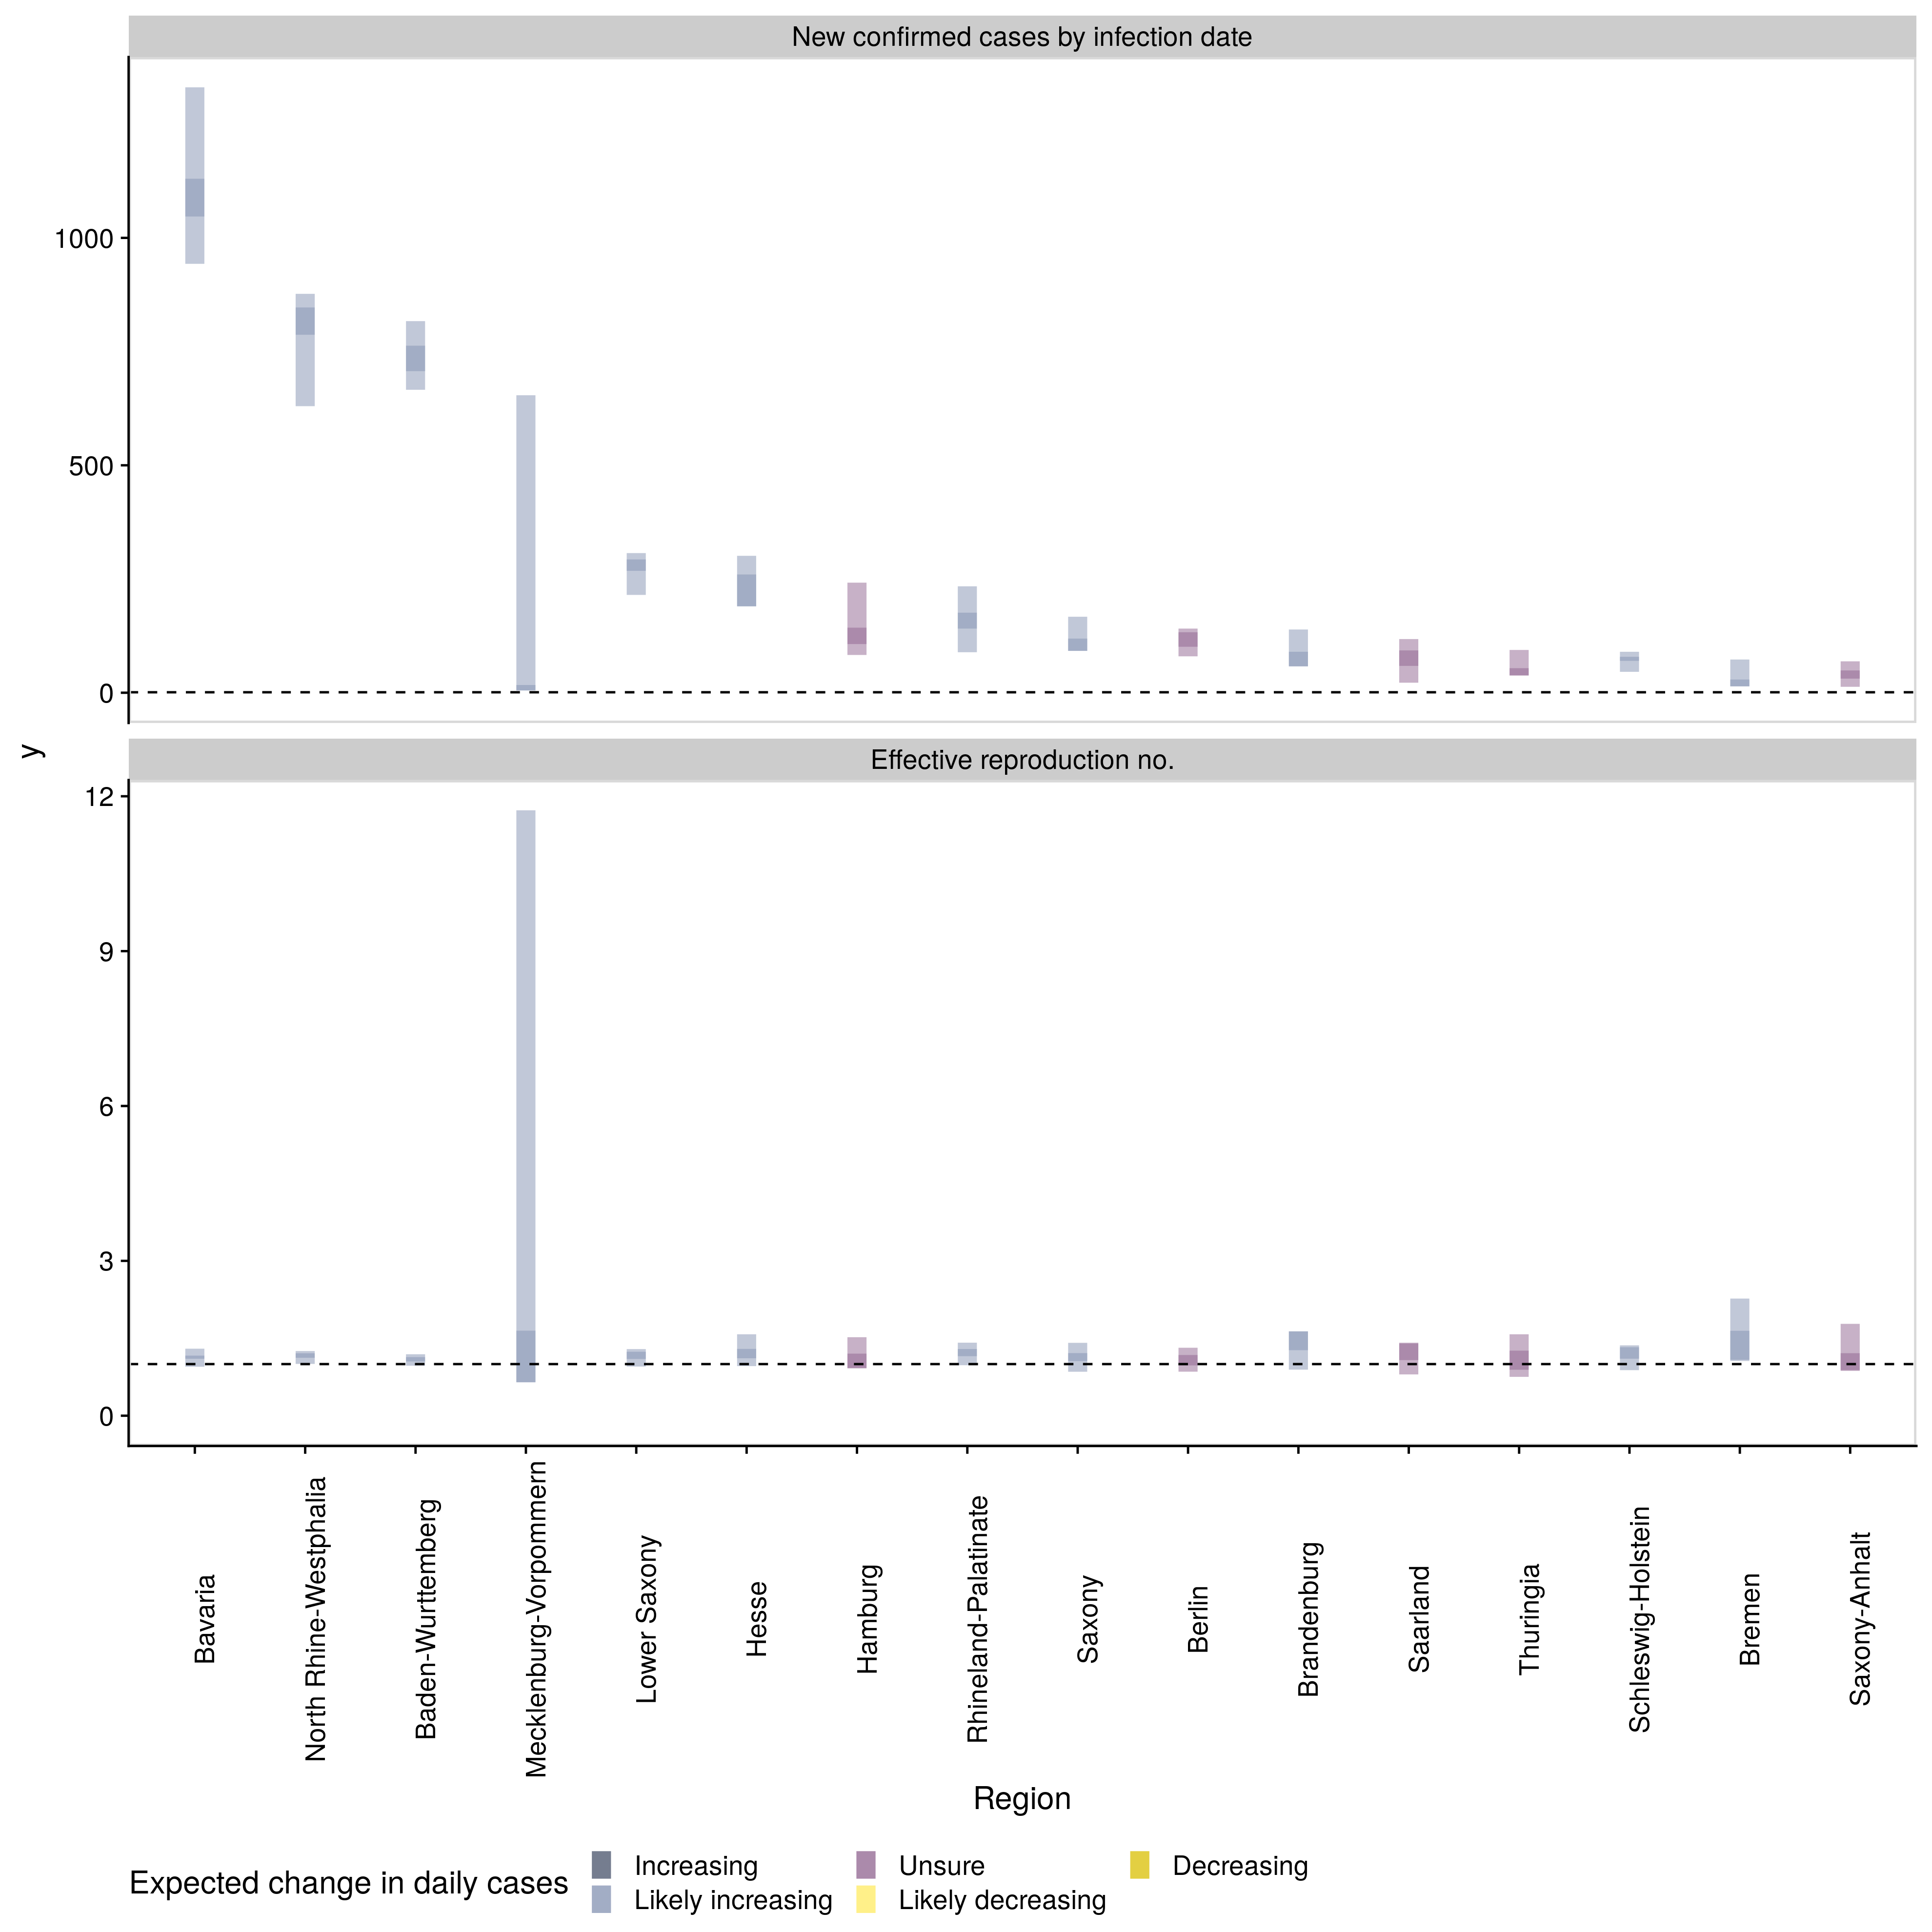 New confirmed cases by infection date
1000
500
0
y
Effective reproduction no.
12
9
6
3
0
Bavaria
North Rhine-Westphalia
Baden-Wurttemberg
Mecklenburg-Vorpommern
Lower Saxony
Hesse
Hamburg
Rhineland-Palatinate
Saxony
Berlin
Brandenburg
Saarland
Thuringia
Schleswig-Holstein
Bremen
Saxony-Anhalt
Region
Expected change in daily cases
Increasing
Unsure
Decreasing
Likely increasing
Likely decreasing